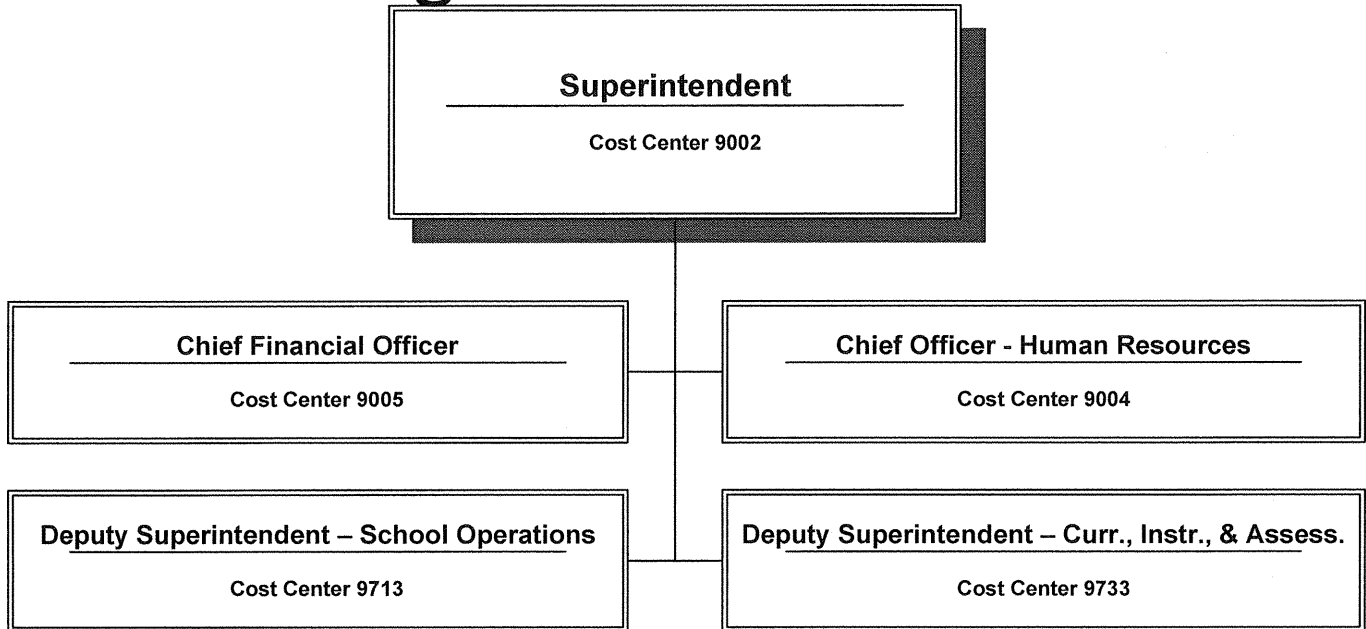 Superintendent
Cost Center 9002
Chief Financial Officer
Cost Center 9005
Chief Officer - Human Resources
Cost Center 9004
Deputy Superintendent – School Operations
Cost Center 9713
Deputy Superintendent – Curr., Instr., & Assess.
Cost Center 9733